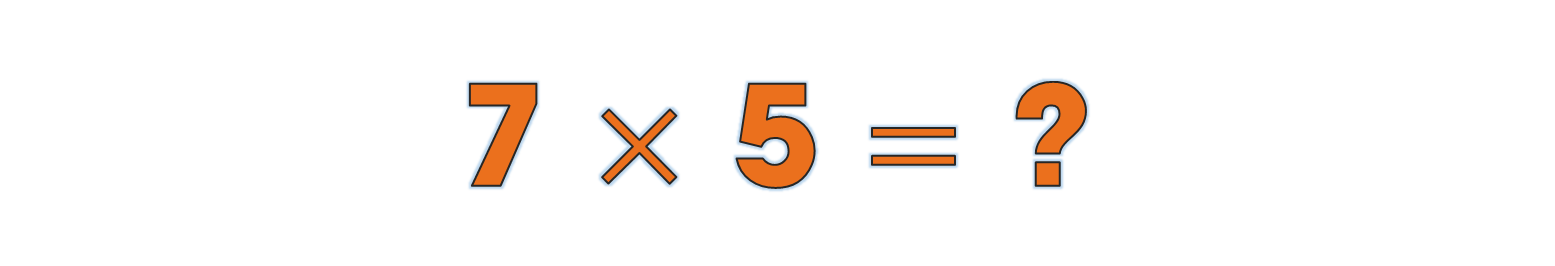 7 × 5 = ?